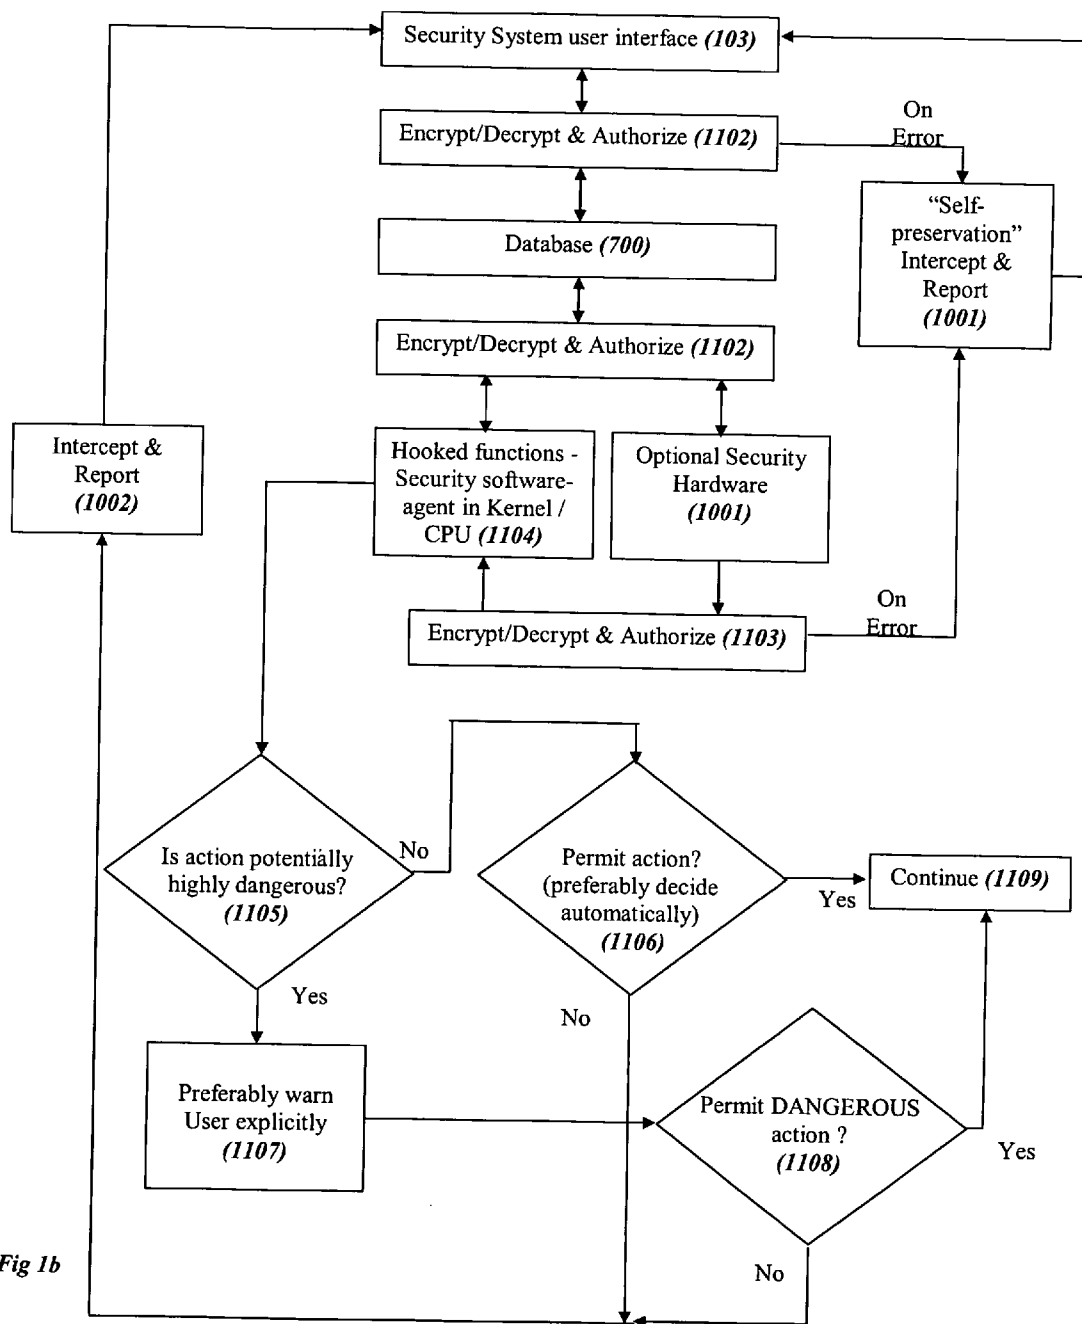 Security System user interface (103)
On
Error
Encrypt/Decrypt & Authorize (1102)
“Self-
preservation”
Intercept &
Report
(1001)
Database (700)
Encrypt/Decrypt & Authorize (1102)
Intercept &
Report
(1002)
Hooked functions -
Security software-
agent in Kernel /
CPU (1104)
Optional Security
Hardware
(1001)
On
Error
Encrypt/Decrypt & Authorize (1103)
Is action potentially
highly dangerous?
(1105)
No
Permit action?
(preferably decide
automatically)
(1106)
Yes
Continue (1109)
Yes
No
Preferably warn
User explicitly
(1107)
Permit DANGEROUS
action ?
(1108)
Yes
No
Fig 1b